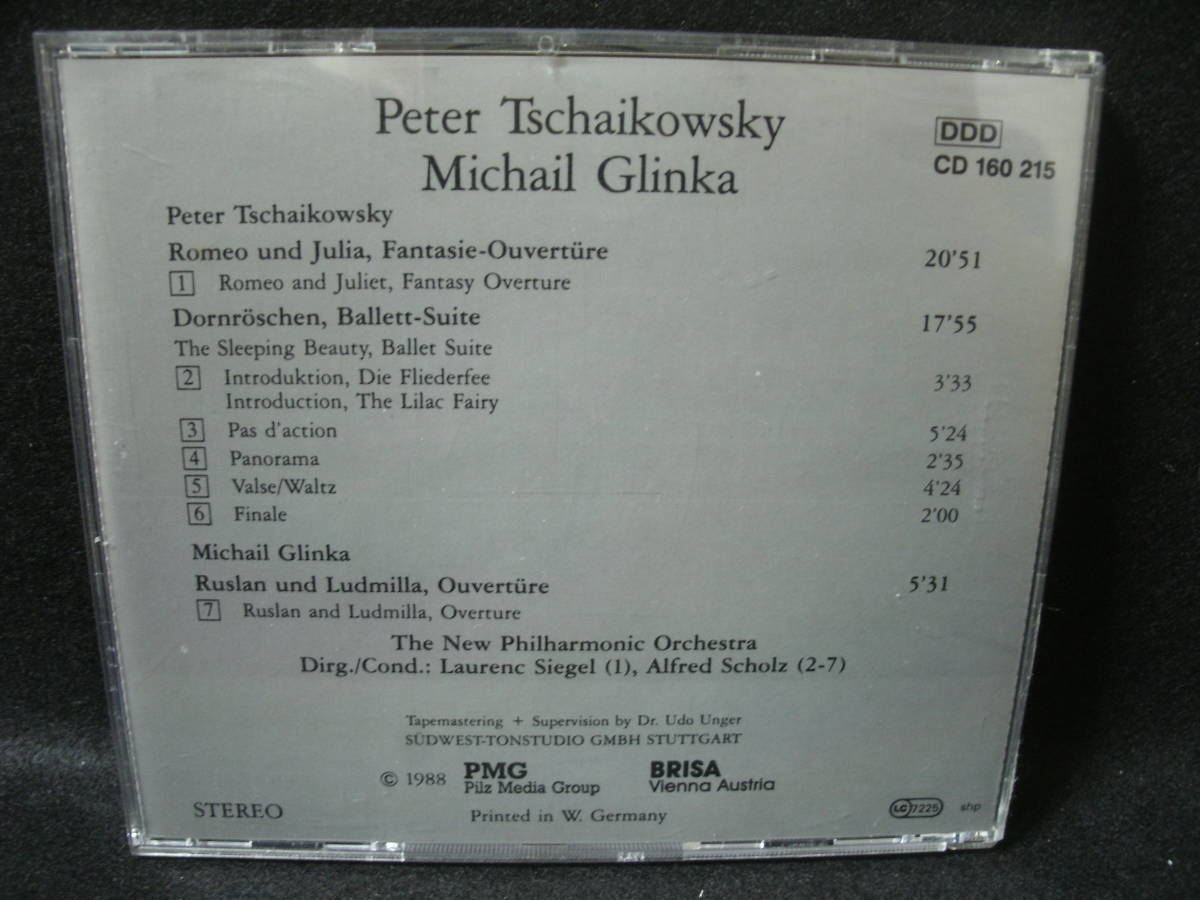 Peter Tschaikowsky
Michail Glinka
DDD
CD 160 215
Peter Tschaikowsky
Romeo und Julia, Fantasie-Ouvertüre 20'51
1 Romeo and Juliet, Fantasy Overture
Dornröschen, Ballett-Suite 17'55
The Sleeping Beauty, Ballet Suite
2 Introduktion, Die Fliederfee 3'33
Introduction, The Lilac Fairy
3 Pas d'action 5'24
4 Panorama 2'35
5 Valse/Waltz 4'24
6 Finale 2'00
Michail Glinka
Ruslan und Ludmilla, Ouvertüre 5'31
7 Ruslan and Ludmilla, Overture
The New Philharmonic Orchestra
Dirg./Cond.: Laurenc Siegel (1), Alfred Scholz (2-7)
Tapemastering + Supervision by Dr. Udo Unger
SÜDWEST-TONSTUDIO GMBH STUTTGART
© 1988 PMG BRISA
Pilz Media Group Vienna Austria
STEREO Printed in W. Germany LC 7225 shp